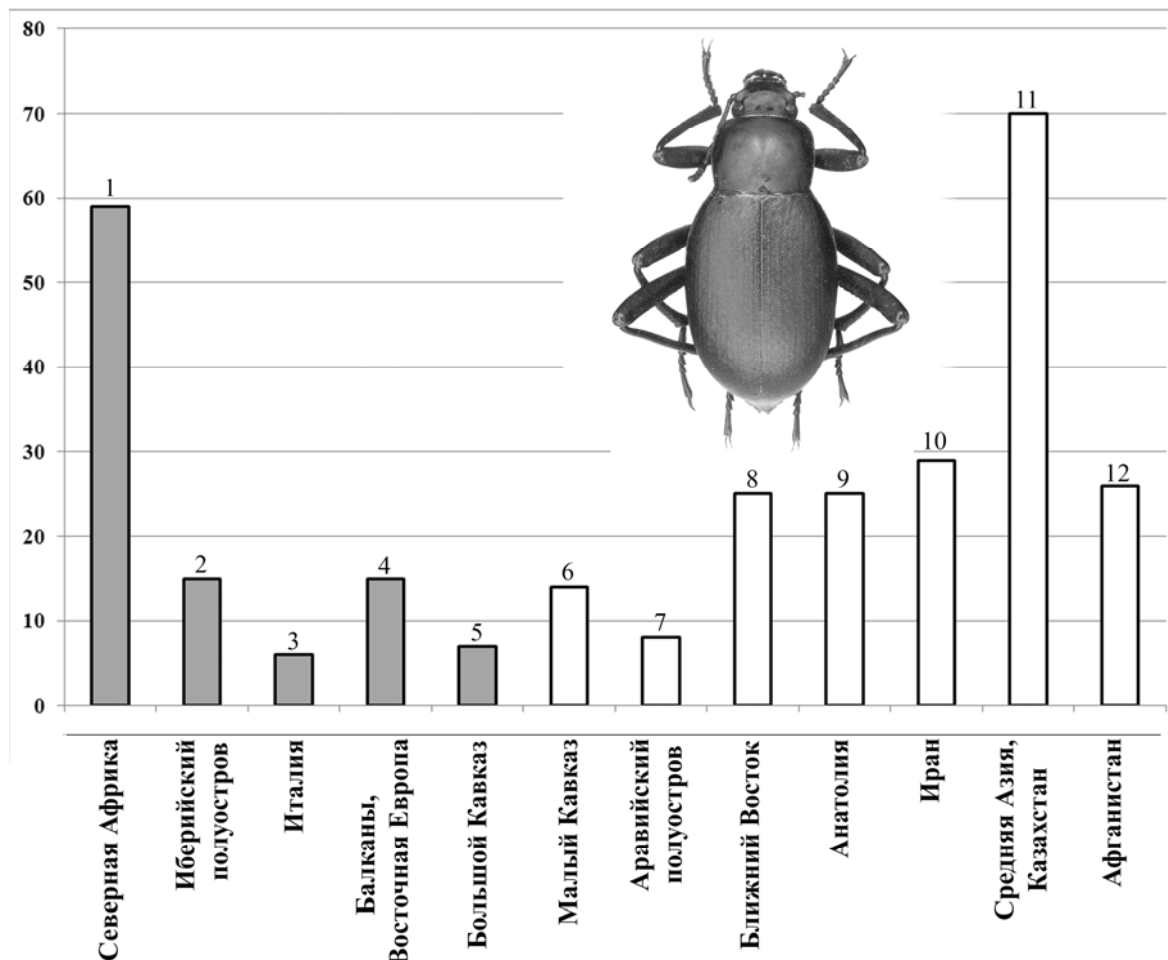 80
70
60
50
40
30
20
10
0
1
2
3
4
5
6
7
8
9
10
11
12
Северная Африка
Иберийский
полуостров
Италия
Балканы,
Восточная Европа
Большой Кавказ
Малый Кавказ
Аравийский
полуостров
Ближний Восток
Анатолия
Иран
Средняя Азия,
Казахстан
Афганистан